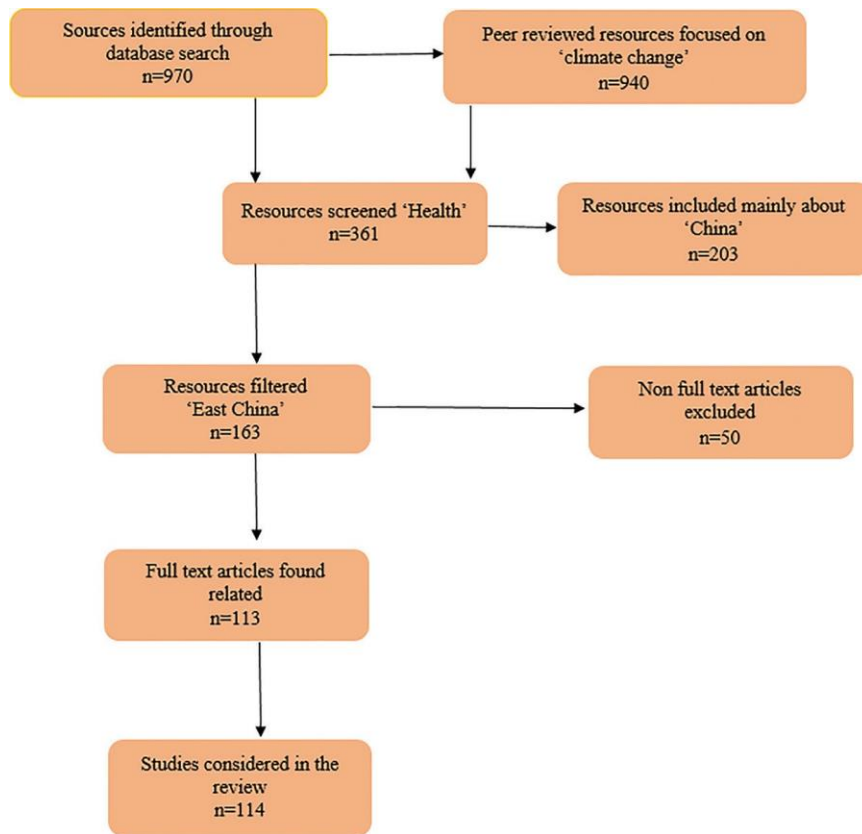 Sources identified through
database search
n=970
Peer reviewed resources focused on
‘climate change’
n=940
Resources screened ‘Health’
n=361
Resources included mainly about
‘China’
n=203
Resources filtered
‘East China’
n=163
Non full text articles
excluded
n=50
Full text articles found
related
n=113
Studies considered in the
review
n=114